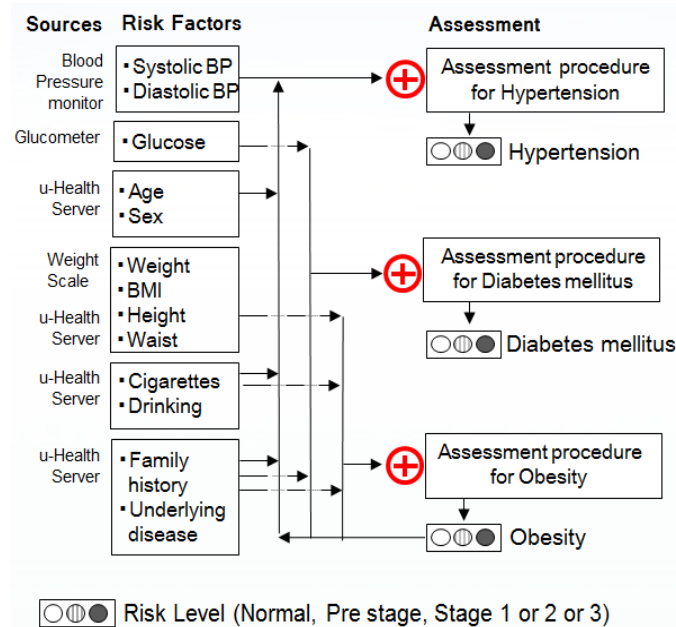 Sources Risk Factors Assessment
Blood
Pressure
monitor
▪ Systolic BP
▪ Diastolic BP
Assessment procedure
for Hypertension
Hypertension
Glucometer
▪ Glucose
u-Health
Server
▪ Age
▪ Sex
Weight
Scale
u-Health
Server
▪ Weight
▪ BMI
▪ Height
▪ Waist
Assessment procedure
for Diabetes mellitus
Diabetes mellitus
u-Health
Server
▪ Cigarettes
▪ Drinking
u-Health
Server
▪ Family
history
▪ Underlying
disease
Assessment procedure
for Obesity
Obesity
Risk Level (Normal, Pre stage, Stage 1 or 2 or 3)